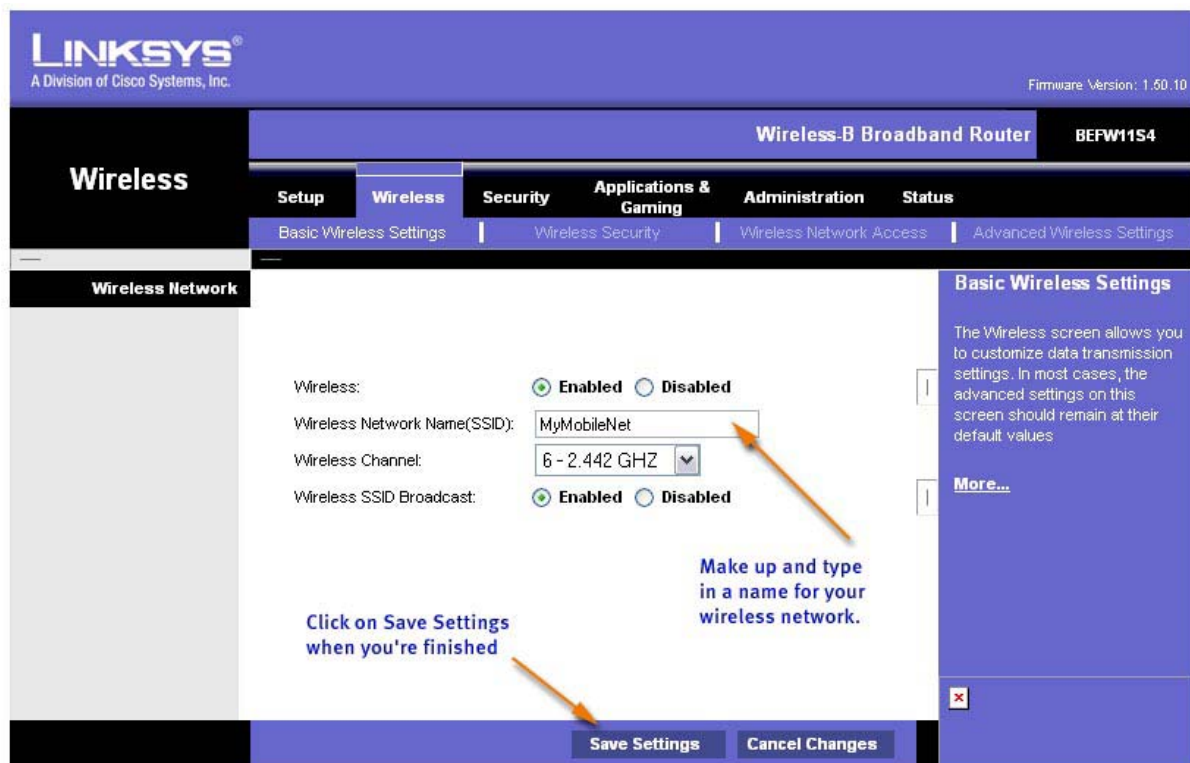 LINKSYS®
A Division of Cisco Systems, Inc.
Firmware Version: 1.50.10
Wireless-B Broadband Router BEFW11S4
Wireless
Setup Wireless Security Applications & Gaming Administration Status
Basic Wireless Settings Wireless Security Wireless Network Access Advanced Wireless Settings
Wireless Network
Wireless: Enabled Disabled
Wireless Network Name(SSID): MyMobileNet
Wireless Channel: 6 - 2.442 GHZ
Wireless SSID Broadcast: Enabled Disabled
Make up and type
in a name for your
wireless network.
Click on Save Settings
when you're finished
Basic Wireless Settings
The Wireless screen allows you
to customize data transmission
settings. In most cases, the
advanced settings on this
screen should remain at their
default values
More...
Save Settings Cancel Changes